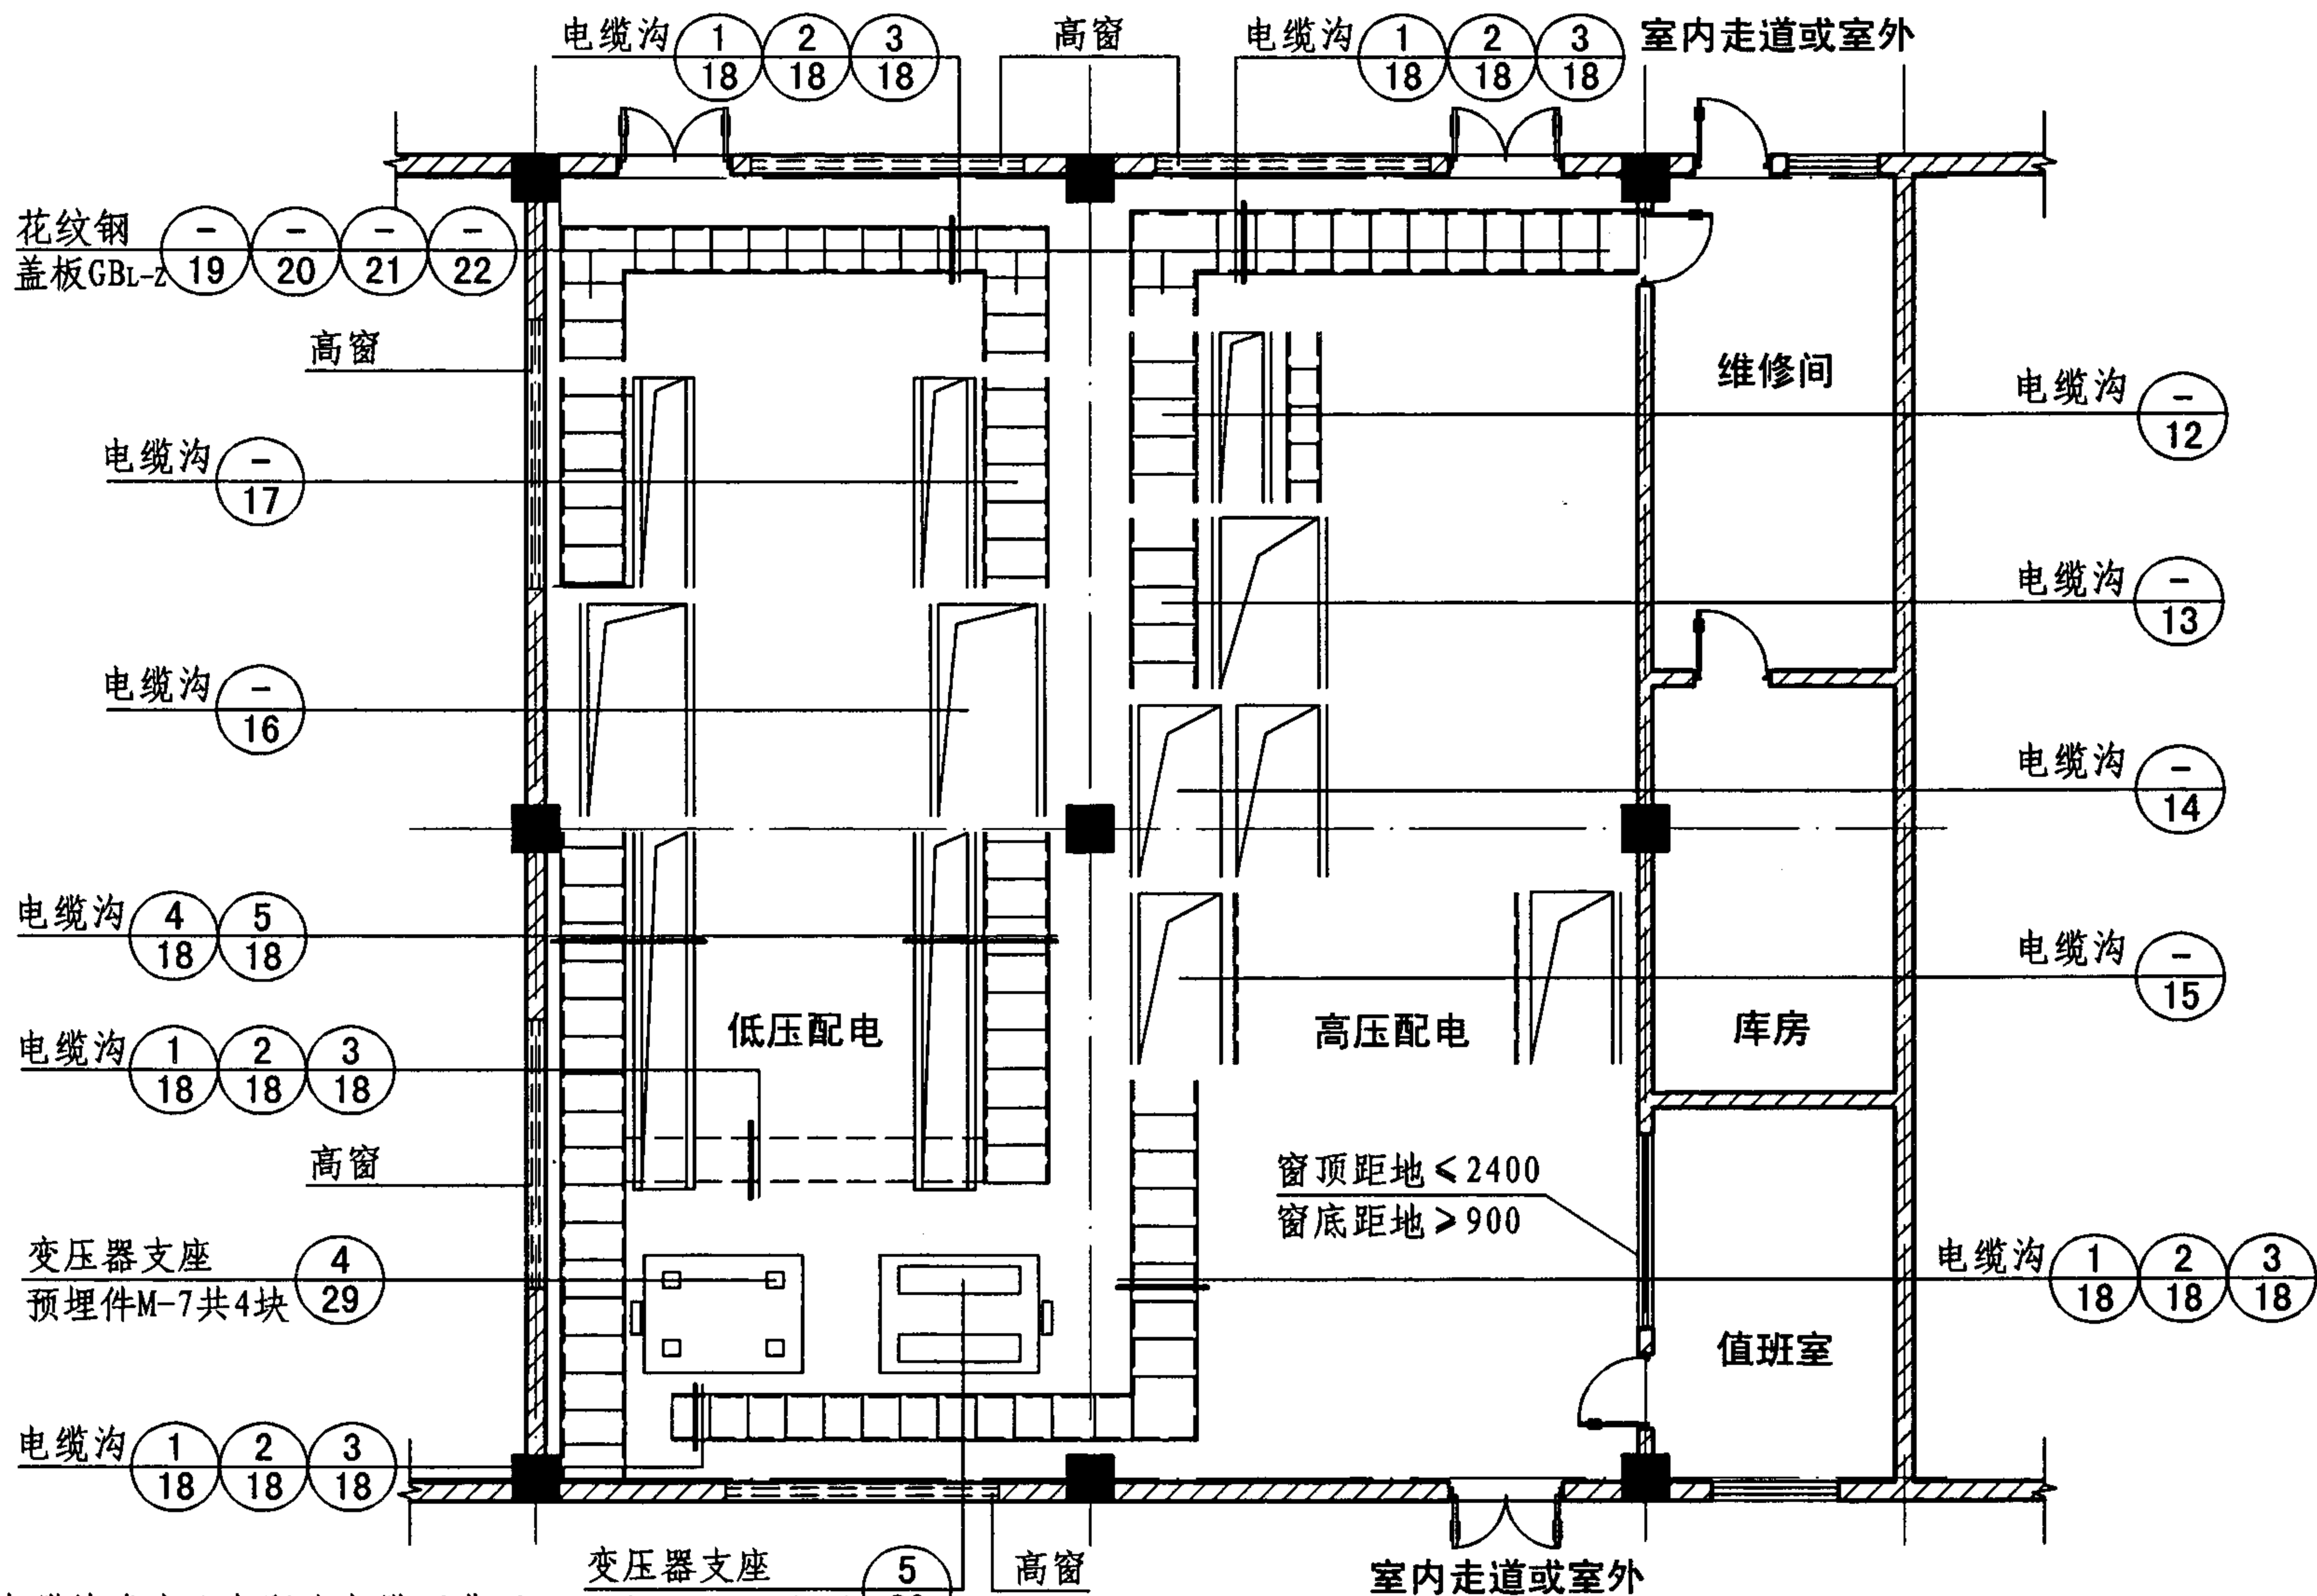 电缆沟 1/18 2/18 3/18
高窗
电缆沟 1/18 2/18 3/18
室内走道或室外
花纹钢 -/19 -/20 -/21 -/22
盖板GBL-Z
高窗
维修间
电缆沟 -/12
电缆沟 -/17
电缆沟 -/13
电缆沟 -/16
电缆沟 -/14
电缆沟 4/18 5/18
电缆沟 -/15
低压配电
高压配电
库房
电缆沟 1/18 2/18 3/18
高窗
窗顶距地≤2400
窗底距地≥900
变压器支座 4/29
预埋件M-7共4块
电缆沟 1/18 2/18 3/18
值班室
电缆沟 1/18 2/18 3/18
变压器支座 5
高窗
室内走道或室外